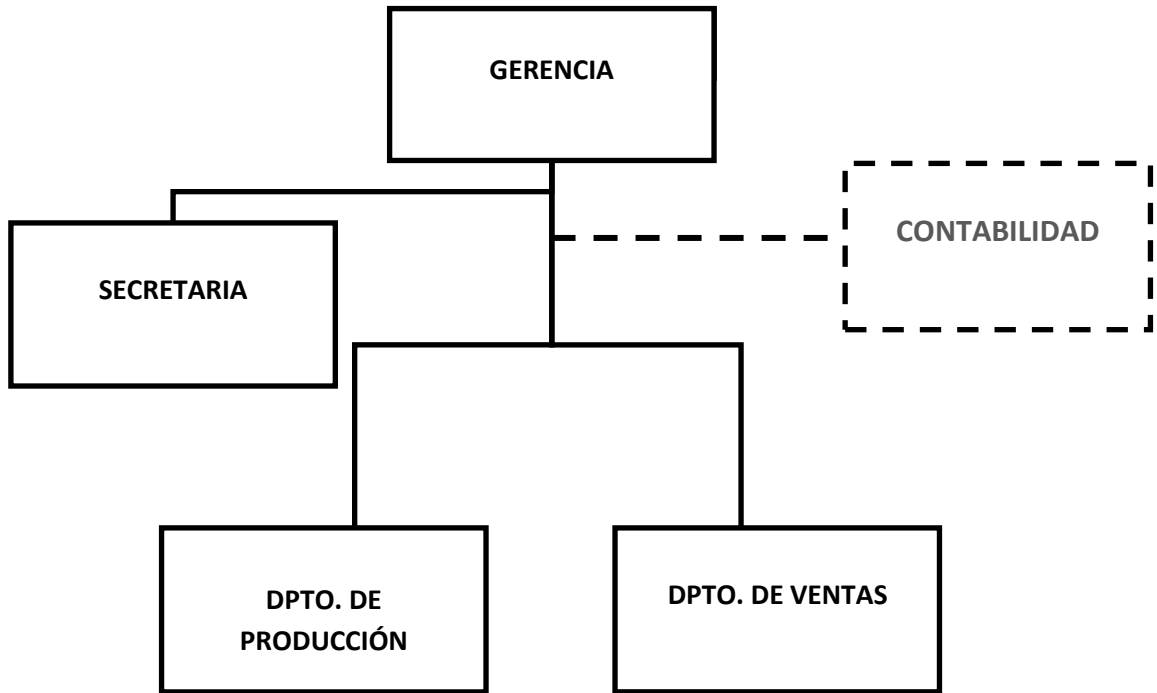 GERENCIA
CONTABILIDAD
SECRETARIA
DPTO. DE
PRODUCCIÓN
DPTO. DE VENTAS